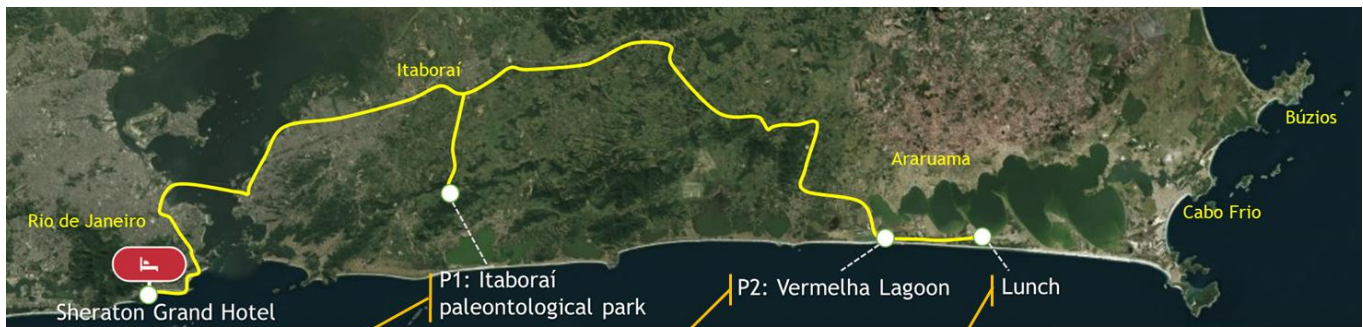 Itaboraí
Búzios
Araruama
Rio de Janeiro
Cabo Frio
P1: Itaboraí
paleontological park
P2: Vermelha Lagoon
Lunch
Sheraton Grand Hotel